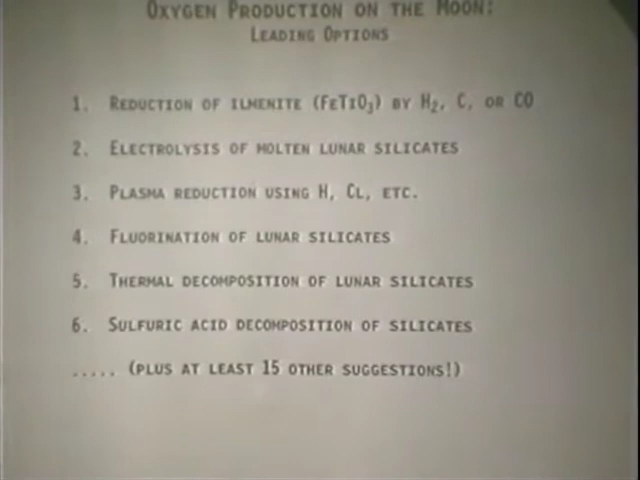 OXYGEN PRODUCTION ON THE MOON:
LEADING OPTIONS
1. REDUCTION OF ILMENITE (FETIO3) BY H2, C, OR CO
2. ELECTROLYSIS OF MOLTEN LUNAR SILICATES
3. PLASMA REDUCTION USING H, CL, ETC.
4. FLUORINATION OF LUNAR SILICATES
5. THERMAL DECOMPOSITION OF LUNAR SILICATES
6. SULFURIC ACID DECOMPOSITION OF SILICATES
..... (PLUS AT LEAST 15 OTHER SUGGESTIONS!)